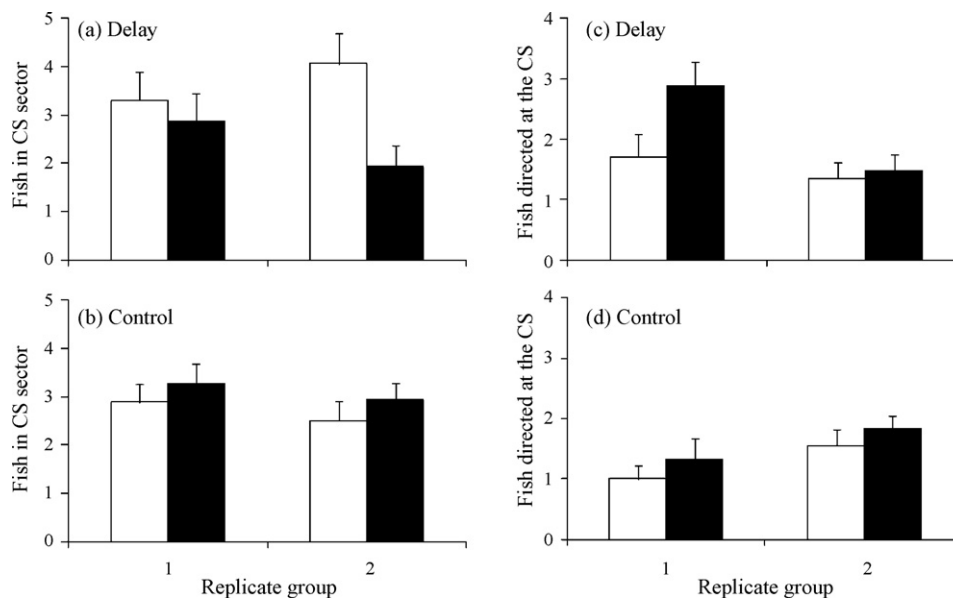 (a) Delay
Fish in CS sector
5
4
3
2
1
0
(b) Control
Fish in CS sector
5
4
3
2
1
0
1
2
Replicate group
(c) Delay
Fish directed at the CS
4
3
2
1
0
(d) Control
Fish directed at the CS
4
3
2
1
0
1
2
Replicate group